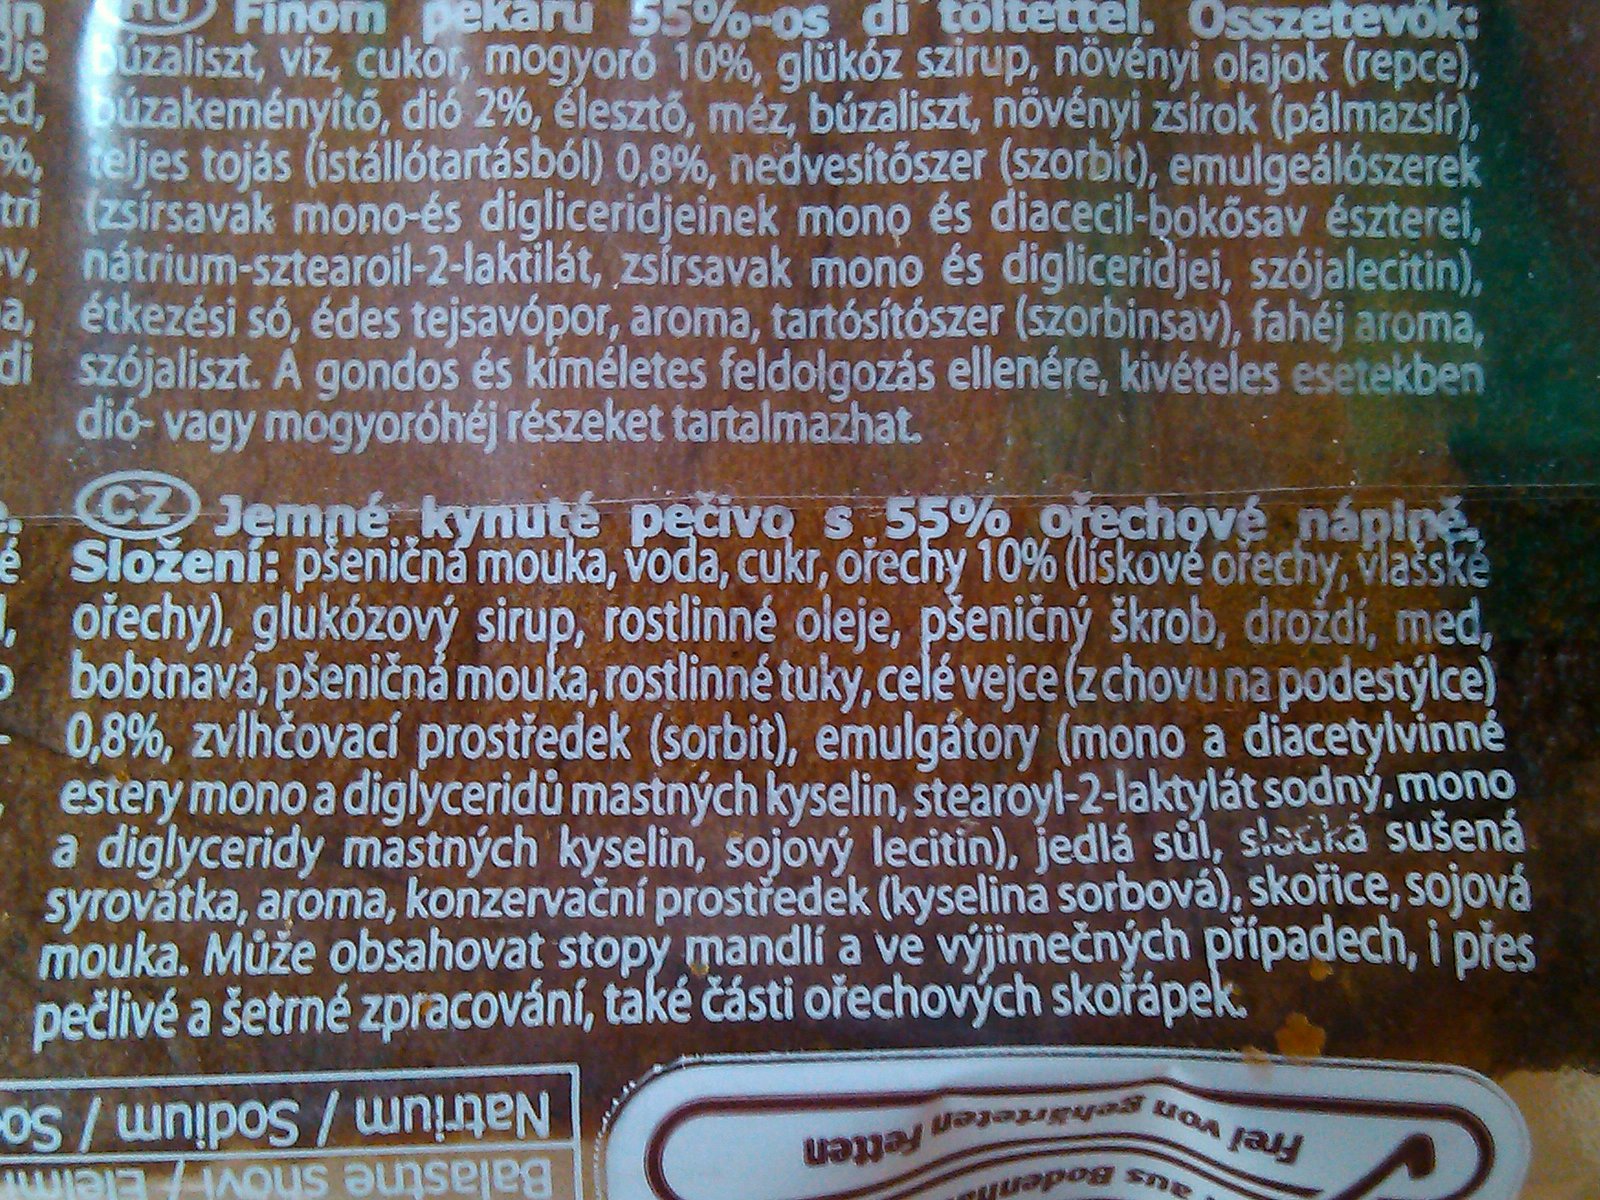 HU Finom pékáru 55%-os di töltettel. Összetevők:
búzaliszt, víz, cukor, mogyoró 10%, glükóz szirup, növényi olajok (repce),
búzakeményítő, dió 2%, élesztő, méz, búzaliszt, növényi zsírok (pálmazsír),
teljes tojás (istállótartásból) 0,8%, nedvesítőszer (szorbit), emulgeálószerek
(zsírsavak mono-és digliceridjeinek mono és diacecil-bokősav észterei,
nátrium-sztearoil-2-laktilát, zsírsavak mono és digliceridjei, szójalecitin),
étkezési só, édes tejsavópor, aroma, tartósítószer (szorbinsav), fahéj aroma,
szójaliszt. A gondos és kíméletes feldolgozás ellenére, kivételes esetekben
dió- vagy mogyoróhéj részeket tartalmazhat.
CZ Jemné kynuté pečivo s 55% ořechové náplně.
Složení: pšeničná mouka, voda, cukr, ořechy 10% (lískové ořechy, vlašské
ořechy), glukózový sirup, rostlinné oleje, pšeničný škrob, droždí, med,
bobtnavá, pšeničná mouka, rostlinné tuky, celé vejce (z chovu na podestýlce)
0,8%, zvlhčovací prostředek (sorbit), emulgátory (mono a diacetylvinné
estery mono a diglyceridů mastných kyselin, stearoyl-2-laktylát sodný, mono
a diglyceridy mastných kyselin, sojový lecitin), jedlá sůl, sladká sušená
syrovátka, aroma, konzervační prostředek (kyselina sorbová), skořice, sojová
mouka. Může obsahovat stopy mandlí a ve výjimečných případech, i přes
pečlivé a šetrné zpracování, také části ořechových skořápek.
Natrium / Sodium / So
Balastne snovi /
Frei von gehärteten Fetten
aus